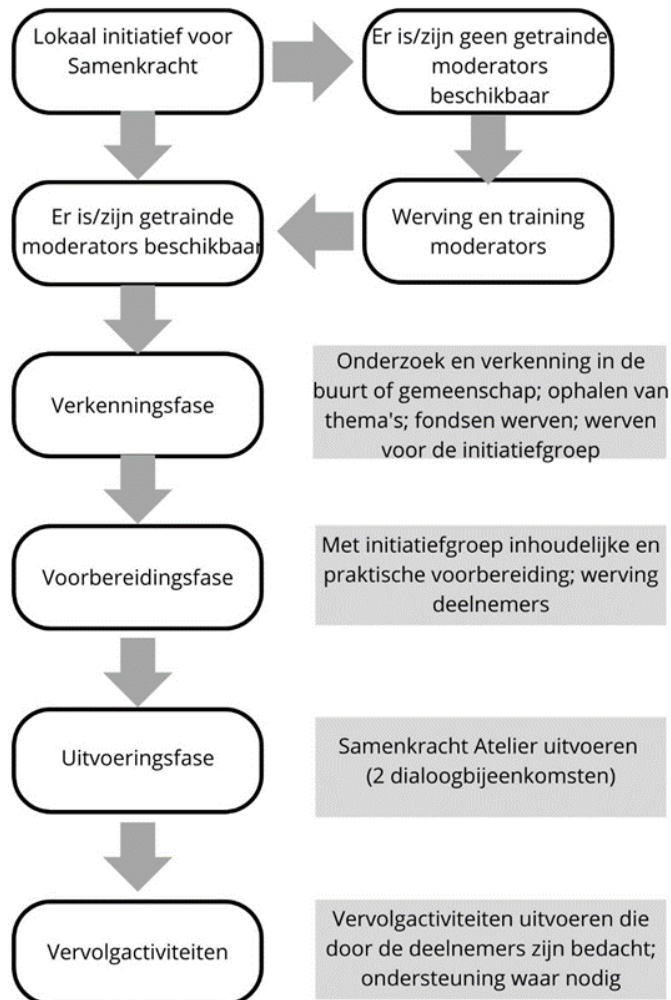 Lokaal initiatief voor
Samenkracht
Er is/zijn geen getrainde
moderators
beschikbaar
Er is/zijn getrainde
moderators beschikbaar
Werving en training
moderators
Verkenningsfase
Onderzoek en verkenning in de
buurt of gemeenschap; ophalen van
thema's; fondsen werven; werven
voor de initiatiefgroep
Voorbereidingsfase
Met initiatiefgroep inhoudelijke en
praktische voorbereiding; werving
deelnemers
Uitvoeringsfase
Samenkracht Atelier uitvoeren
(2 dialoogbijeenkomsten)
Vervolgactiviteiten
Vervolgactiviteiten uitvoeren die
door de deelnemers zijn bedacht;
ondersteuning waar nodig